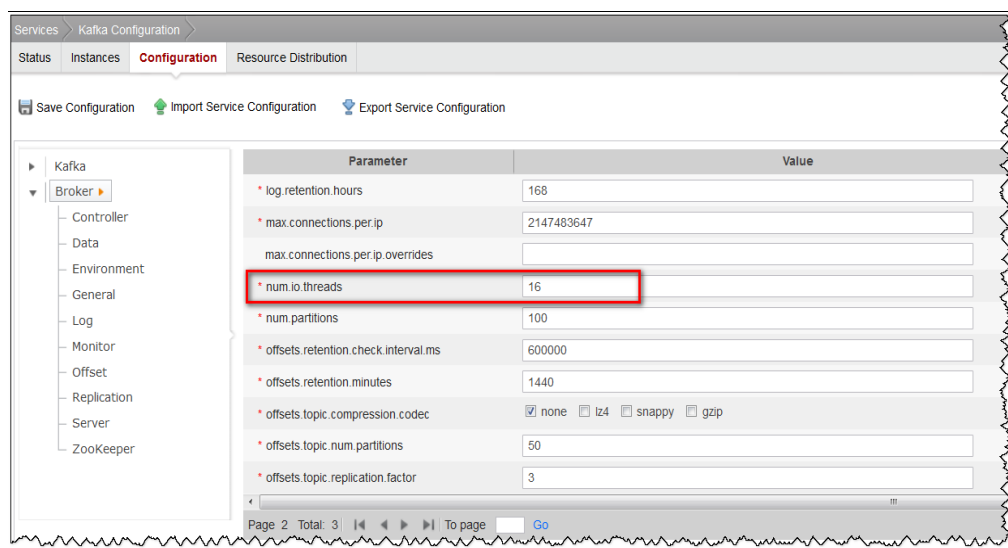 Services Kafka Configuration
Status Instances Configuration Resource Distribution
Save Configuration Import Service Configuration Export Service Configuration
Kafka
Broker
Controller
Data
Environment
General
Log
Monitor
Offset
Replication
Server
ZooKeeper
Parameter Value
* log.retention.hours 168
* max.connections.per.ip 2147483647
max.connections.per.ip.overrides
* num.io.threads 16
* num.partitions 100
* offsets.retention.check.interval.ms 600000
* offsets.retention.minutes 1440
* offsets.topic.compression.codec none lz4 snappy gzip
* offsets.topic.num.partitions 50
* offsets.topic.replication.factor 3
Page 2 Total: 3 To page Go